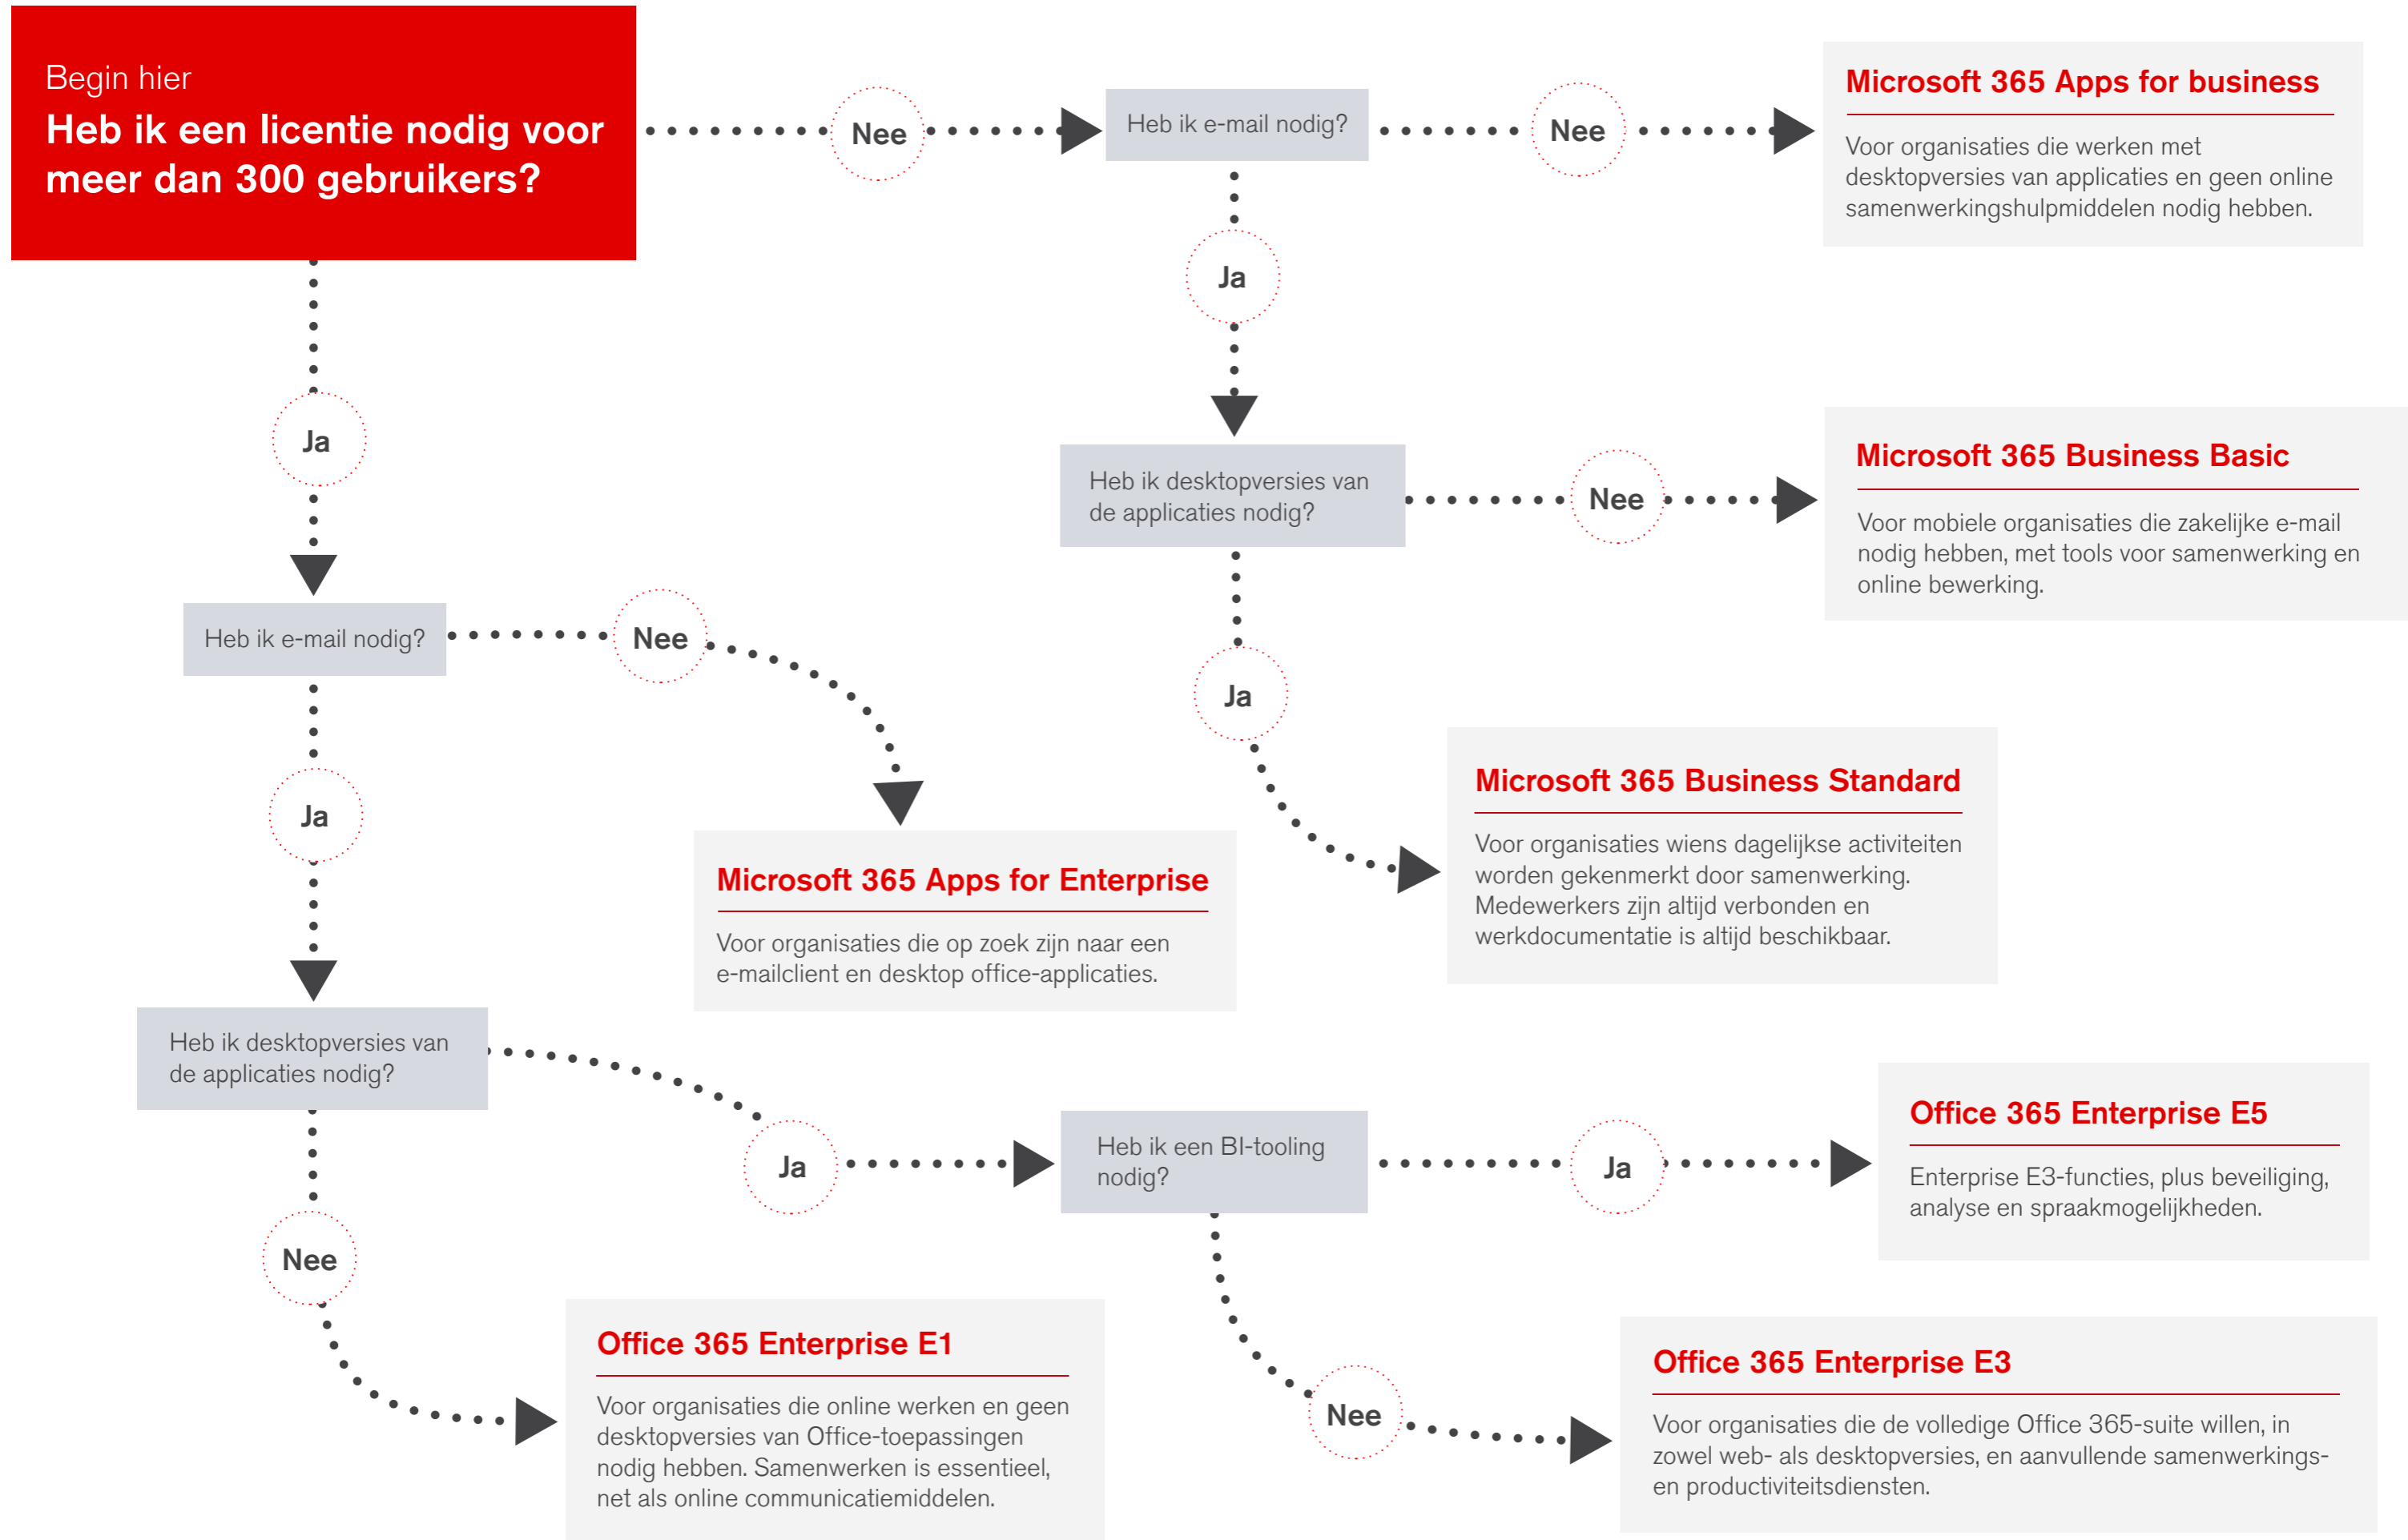 Begin hier
Heb ik een licentie nodig voor
meer dan 300 gebruikers?
Nee
Heb ik e-mail nodig?
Nee
Microsoft 365 Apps for business
Voor organisaties die werken met
desktopversies van applicaties en geen online
samenwerkingshulpmiddelen nodig hebben.
Ja
Heb ik desktopversies van
de applicaties nodig?
Nee
Microsoft 365 Business Basic
Voor mobiele organisaties die zakelijke e-mail
nodig hebben, met tools voor samenwerking en
online bewerking.
Ja
Microsoft 365 Business Standard
Voor organisaties wiens dagelijkse activiteiten
worden gekenmerkt door samenwerking.
Medewerkers zijn altijd verbonden en
werkdocumentatie is altijd beschikbaar.
Ja
Heb ik e-mail nodig?
Nee
Microsoft 365 Apps for Enterprise
Voor organisaties die op zoek zijn naar een
e-mailclient en desktop office-applicaties.
Ja
Heb ik desktopversies van
de applicaties nodig?
Ja
Heb ik een BI-tooling
nodig?
Ja
Office 365 Enterprise E5
Enterprise E3-functies, plus beveiliging,
analyse en spraakmogelijkheden.
Nee
Office 365 Enterprise E1
Voor organisaties die online werken en geen
desktopversies van Office-toepassingen
nodig hebben. Samenwerken is essentieel,
net als online communicatiemiddelen.
Nee
Office 365 Enterprise E3
Voor organisaties die de volledige Office 365-suite willen, in
zowel web- als desktopversies, en aanvullende samenwerkings-
en productiviteitsdiensten.